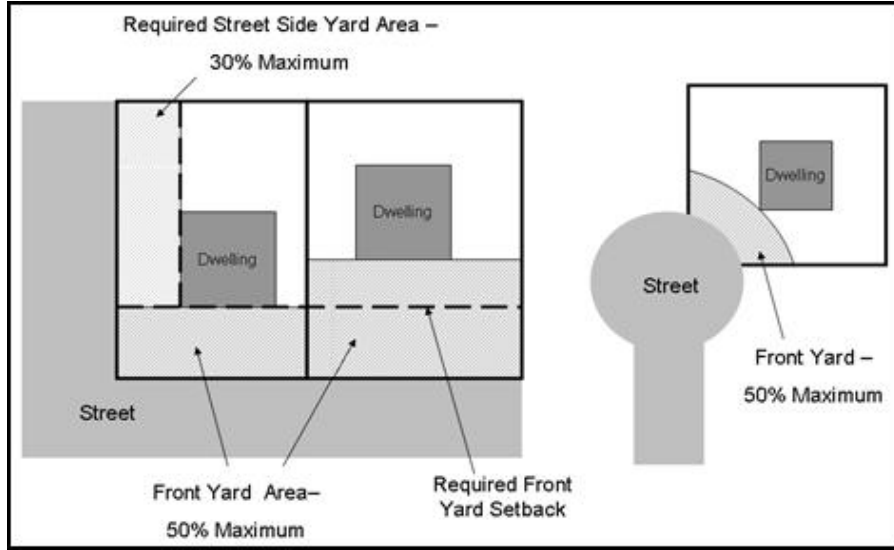 Required Street Side Yard Area –
30% Maximum
Dwelling
Dwelling
Street
Front Yard Area–
50% Maximum
Required Front
Yard Setback
Dwelling
Street
Front Yard –
50% Maximum